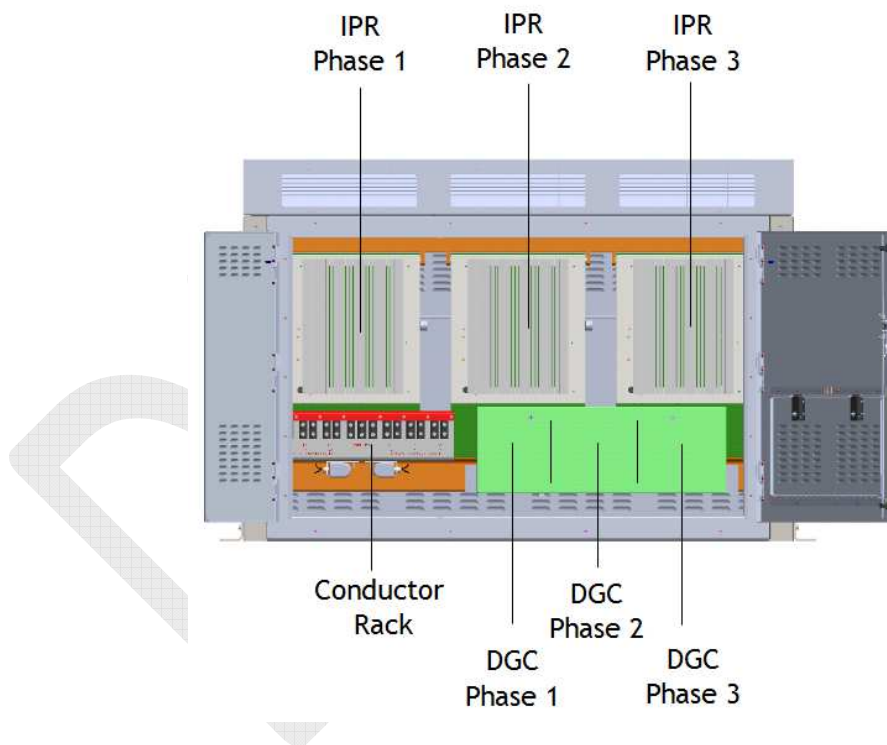 IPR
Phase 1
IPR
Phase 2
IPR
Phase 3
Conductor
Rack
DGC
Phase 1
DGC
Phase 2
DGC
Phase 3